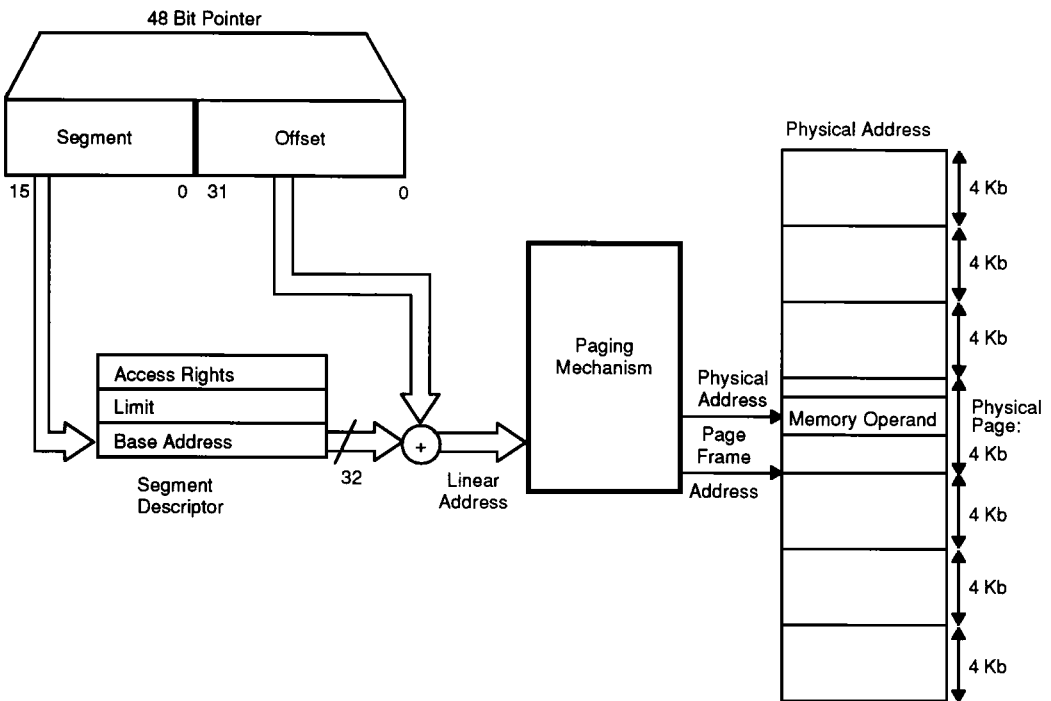 48 Bit Pointer
Segment
Offset
15
0
31
0
Physical Address
4 Kb
4 Kb
4 Kb
Paging
Mechanism
Access Rights
Limit
Base Address
32
Segment
Descriptor
+
Linear
Address
Physical
Address
Page
Frame
Address
Memory Operand
Physical
Page:
4 Kb
4 Kb
4 Kb
4 Kb